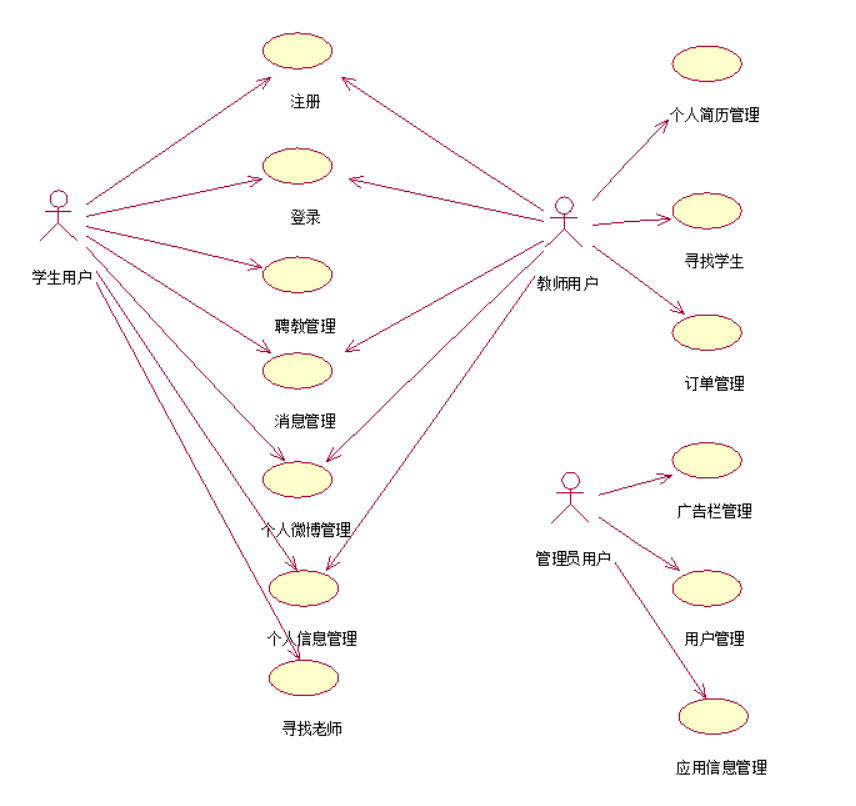 注册
个人简历管理
登录
学生用户
教师用户
寻找学生
聘教管理
订单管理
消息管理
个人微博管理
广告栏管理
管理员用户
个人信息管理
用户管理
寻找老师
应用信息管理